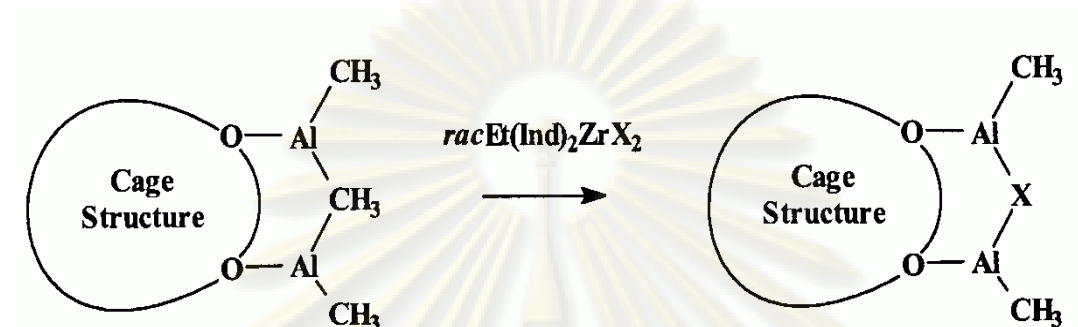 CH₃
O Al
racEt(Ind)₂ZrX₂
Cage
Structure
CH₃
O Al
CH₃
CH₃
O Al
Cage
Structure
X
O Al
CH₃